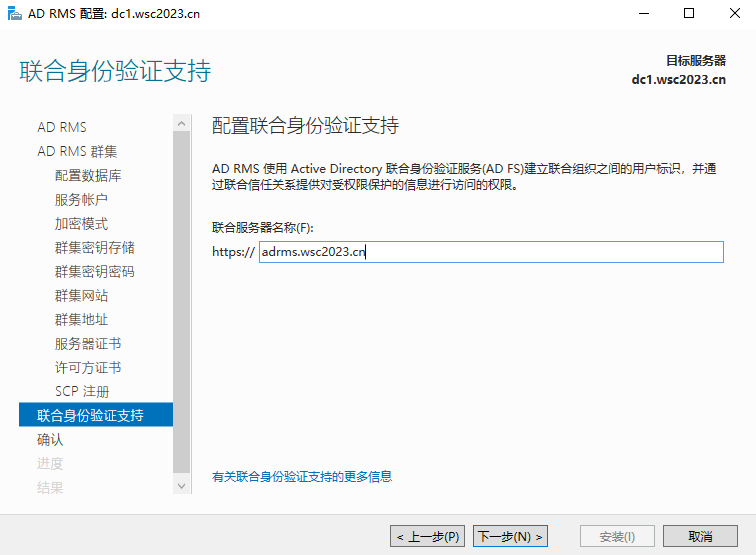 AD RMS 配置: dc1.wsc2023.cn
联合身份验证支持
目标服务器
dc1.wsc2023.cn
AD RMS
AD RMS 群集
配置数据库
服务帐户
加密模式
群集密钥存储
群集密钥密码
群集网站
群集地址
服务器证书
许可方证书
SCP 注册
联合身份验证支持
确认
进度
结果
配置联合身份验证支持
AD RMS 使用 Active Directory 联合身份验证服务(AD FS)建立联合组织之间的用户标识，并通
过联合信任关系提供对受权限保护的信息进行访问的权限。
联合服务器名称(F):
https:// adrms.wsc2023.cn
有关联合身份验证支持的更多信息
< 上一步(P) 下一步(N) > 安装(I) 取消